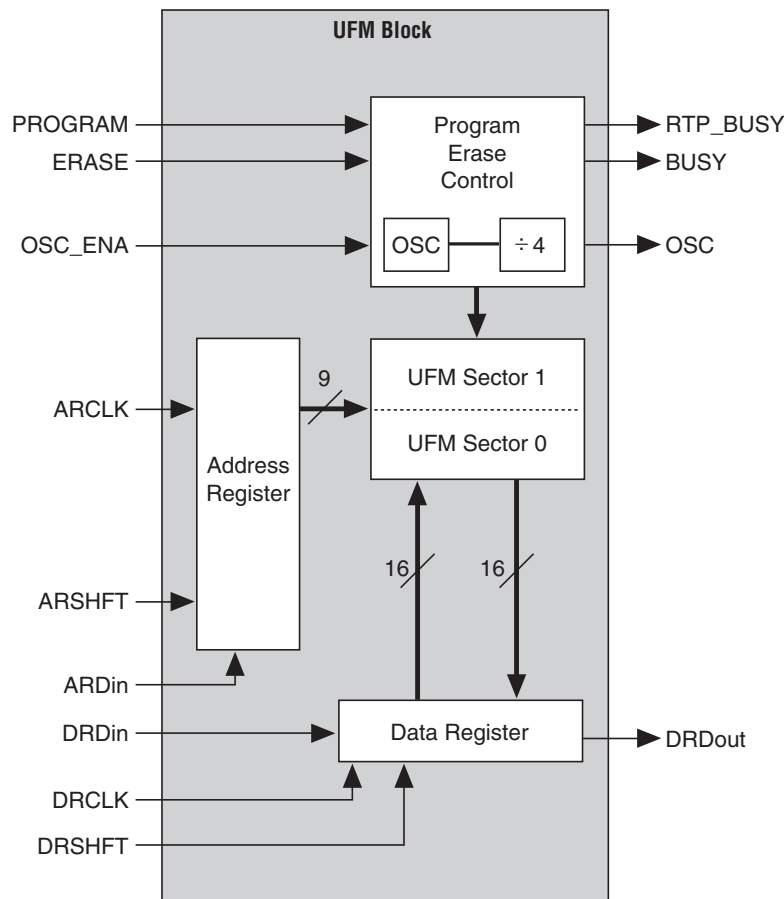 UFM Block
PROGRAM
ERASE
OSC_ENA
Program
Erase
Control
OSC
÷ 4
RTP_BUSY
BUSY
OSC
UFM Sector 1
UFM Sector 0
9
ARCLK
Address
Register
ARSHFT
ARDin
16
16
DRDin
Data Register
DRDout
DRCLK
DRSHFT